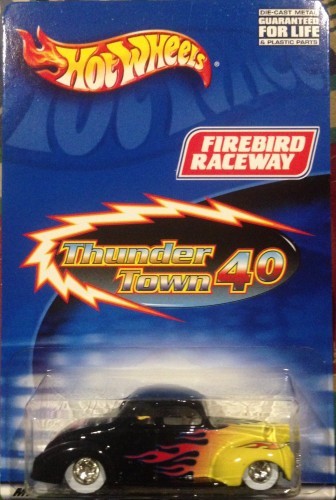 HOT WHEELS
DIE-CAST METAL
GUARANTEED
FOR LIFE
& PLASTIC PARTS
FIREBIRD
RACEWAY
Thunder
Town 40